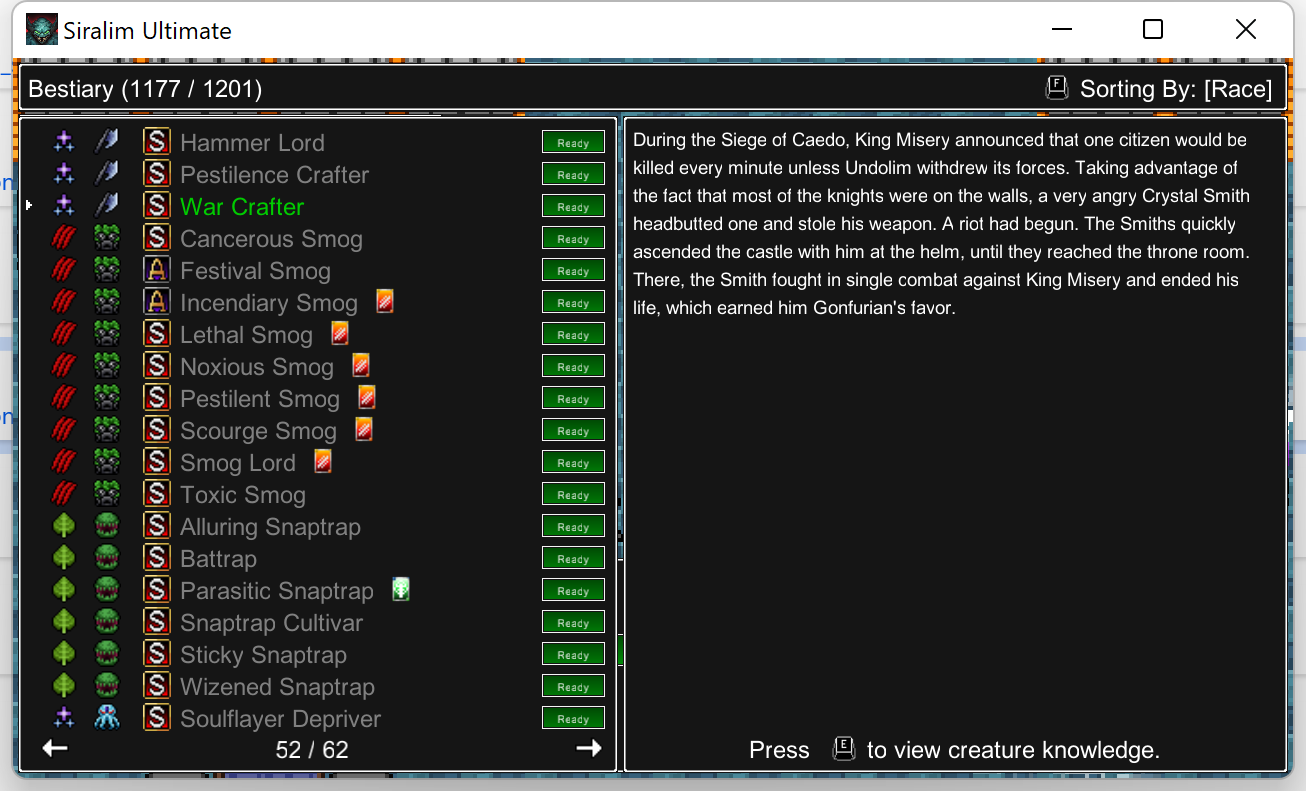 Siralim Ultimate
Bestiary (1177 / 1201)
F Sorting By: [Race]
S Hammer Lord Ready
S Pestilence Crafter Ready
S War Crafter Ready
S Cancerous Smog Ready
A Festival Smog Ready
A Incendiary Smog Ready
S Lethal Smog Ready
S Noxious Smog Ready
S Pestilent Smog Ready
S Scourge Smog Ready
S Smog Lord Ready
S Toxic Smog Ready
S Alluring Snaptrap Ready
S Battrap Ready
S Parasitic Snaptrap Ready
S Snaptrap Cultivar Ready
S Sticky Snaptrap Ready
S Wizened Snaptrap Ready
S Soulflayer Depriver Ready
52 / 62
During the Siege of Caedo, King Misery announced that one citizen would be
killed every minute unless Undolim withdrew its forces. Taking advantage of
the fact that most of the knights were on the walls, a very angry Crystal Smith
headbutted one and stole his weapon. A riot had begun. The Smiths quickly
ascended the castle with him at the helm, until they reached the throne room.
There, the Smith fought in single combat against King Misery and ended his
life, which earned him Gonfurian's favor.
Press E to view creature knowledge.